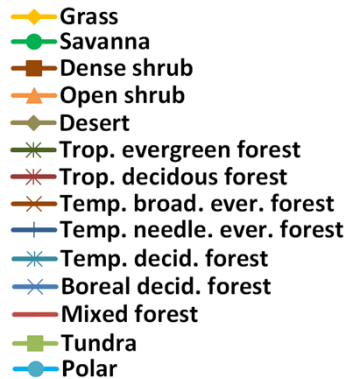 Grass
Savanna
Dense shrub
Open shrub
Desert
Trop. evergreen forest
Trop. decidous forest
Temp. broad. ever. forest
Temp. needle. ever. forest
Temp. decid. forest
Boreal decid. forest
Mixed forest
Tundra
Polar